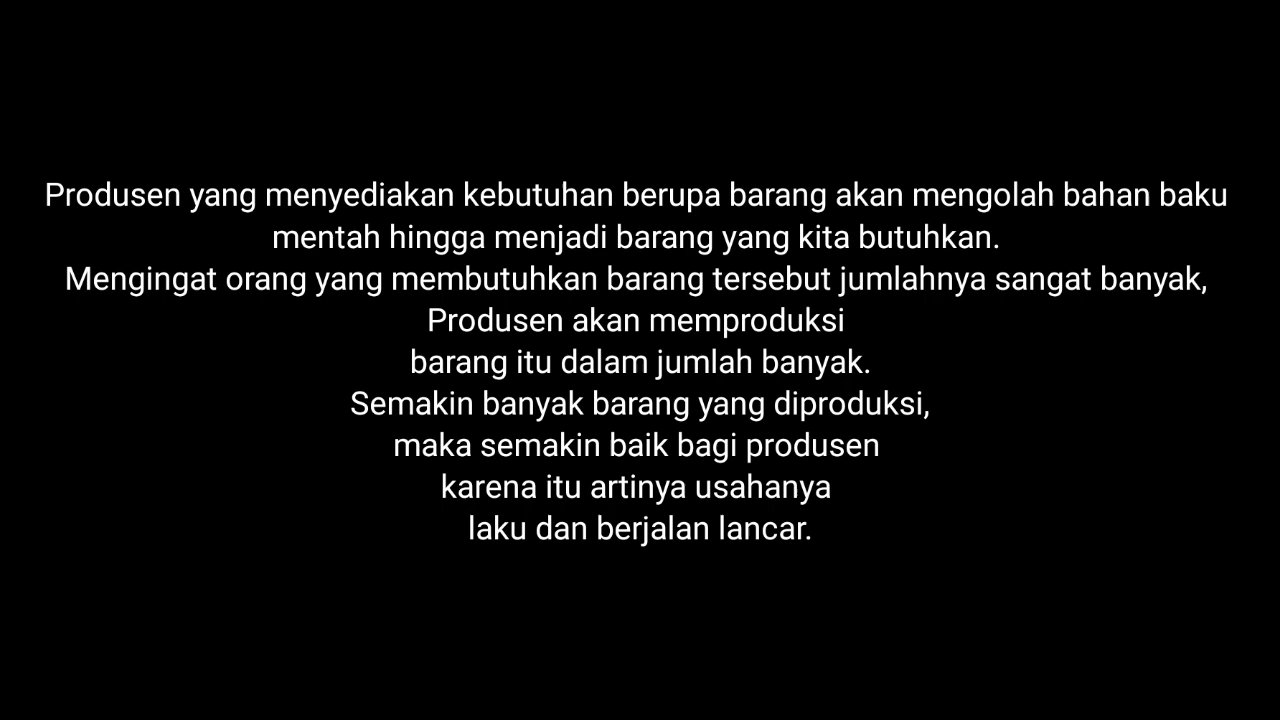 Produsen yang menyediakan kebutuhan berupa barang akan mengolah bahan baku
mentah hingga menjadi barang yang kita butuhkan.
Mengingat orang yang membutuhkan barang tersebut jumlahnya sangat banyak,
Produsen akan memproduksi
barang itu dalam jumlah banyak.
Semakin banyak barang yang diproduksi,
maka semakin baik bagi produsen
karena itu artinya usahanya
laku dan berjalan lancar.